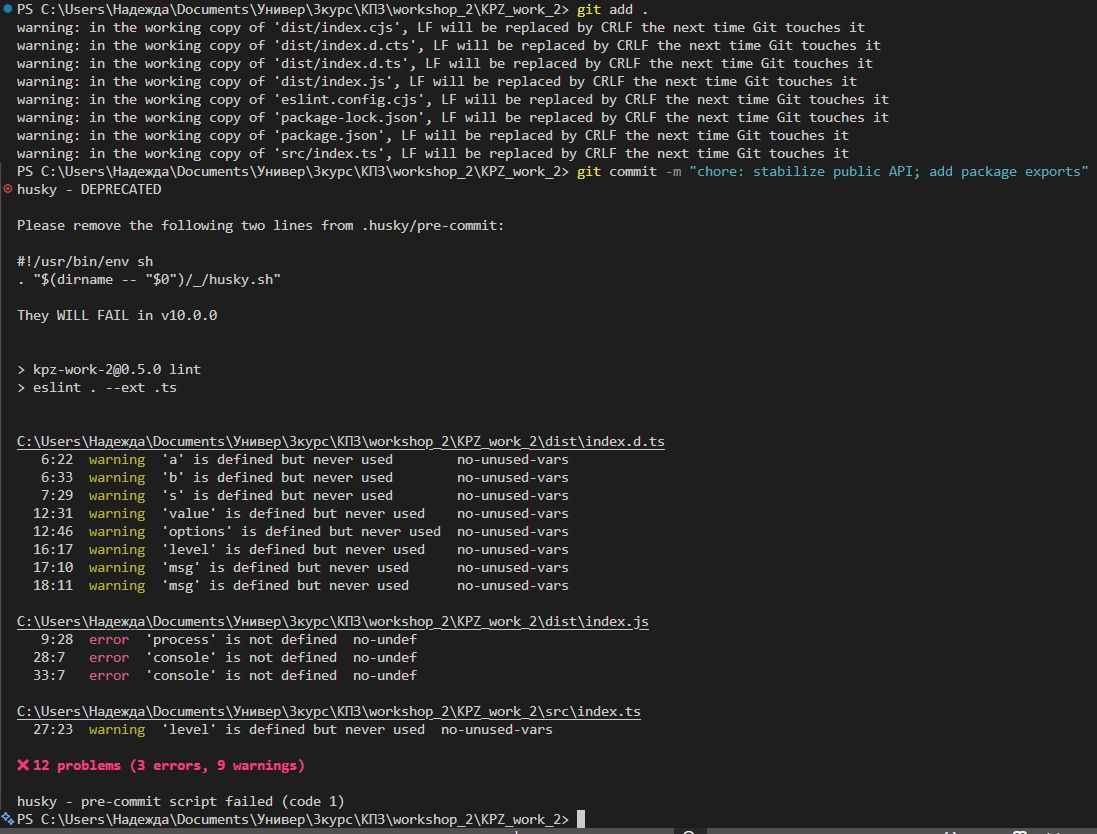 PS C:\Users\Надежда\Documents\Универ\3курс\КПЗ\workshop_2\KPZ_work_2> git add .
warning: in the working copy of 'dist/index.cjs', LF will be replaced by CRLF the next time Git touches it
warning: in the working copy of 'dist/index.d.cts', LF will be replaced by CRLF the next time Git touches it
warning: in the working copy of 'dist/index.d.ts', LF will be replaced by CRLF the next time Git touches it
warning: in the working copy of 'dist/index.js', LF will be replaced by CRLF the next time Git touches it
warning: in the working copy of 'eslint.config.cjs', LF will be replaced by CRLF the next time Git touches it
warning: in the working copy of 'package-lock.json', LF will be replaced by CRLF the next time Git touches it
warning: in the working copy of 'package.json', LF will be replaced by CRLF the next time Git touches it
warning: in the working copy of 'src/index.ts', LF will be replaced by CRLF the next time Git touches it
PS C:\Users\Надежда\Documents\Универ\3курс\КПЗ\workshop_2\KPZ_work_2> git commit -m "chore: stabilize public API; add package exports"
husky - DEPRECATED
Please remove the following two lines from .husky/pre-commit:
#!/usr/bin/env sh
. "$(dirname -- "$0")/_/husky.sh"
They WILL FAIL in v10.0.0
> kpz-work-2@0.5.0 lint
> eslint . --ext .ts
C:\Users\Надежда\Documents\Универ\3курс\КПЗ\workshop_2\KPZ_work_2\dist\index.d.ts
6:22 warning 'a' is defined but never used no-unused-vars
6:33 warning 'b' is defined but never used no-unused-vars
7:29 warning 's' is defined but never used no-unused-vars
12:31 warning 'value' is defined but never used no-unused-vars
12:46 warning 'options' is defined but never used no-unused-vars
16:17 warning 'level' is defined but never used no-unused-vars
17:10 warning 'msg' is defined but never used no-unused-vars
18:11 warning 'msg' is defined but never used no-unused-vars
C:\Users\Надежда\Documents\Универ\3курс\КПЗ\workshop_2\KPZ_work_2\dist\index.js
9:28 error 'process' is not defined no-undef
28:7 error 'console' is not defined no-undef
33:7 error 'console' is not defined no-undef
C:\Users\Надежда\Documents\Универ\3курс\КПЗ\workshop_2\KPZ_work_2\src\index.ts
27:23 warning 'level' is defined but never used no-unused-vars
✖ 12 problems (3 errors, 9 warnings)
husky - pre-commit script failed (code 1)
PS C:\Users\Надежда\Documents\Универ\3курс\КПЗ\workshop_2\KPZ_work_2>